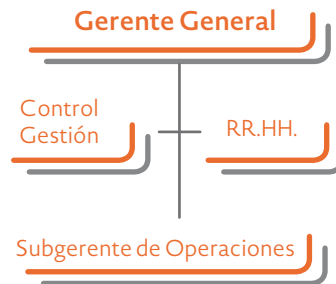 Gerente General
Control
Gestión
RR.HH.
Subgerente de Operaciones